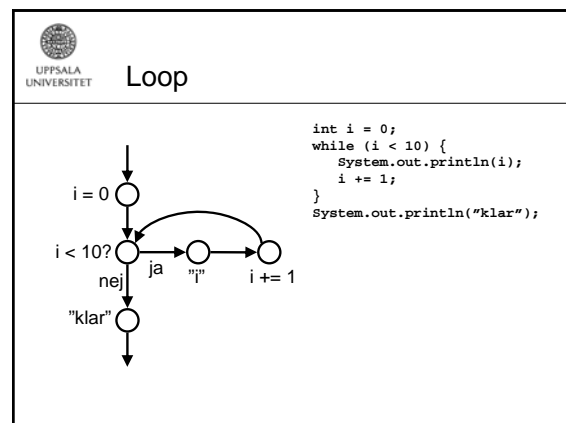 UPPSALA
UNIVERSITET
Loop
int i = 0;
while (i < 10) {
System.out.println(i);
i += 1;
}
System.out.println(”klar”);
i = 0
i < 10?
ja
”i”
i += 1
nej
”klar”